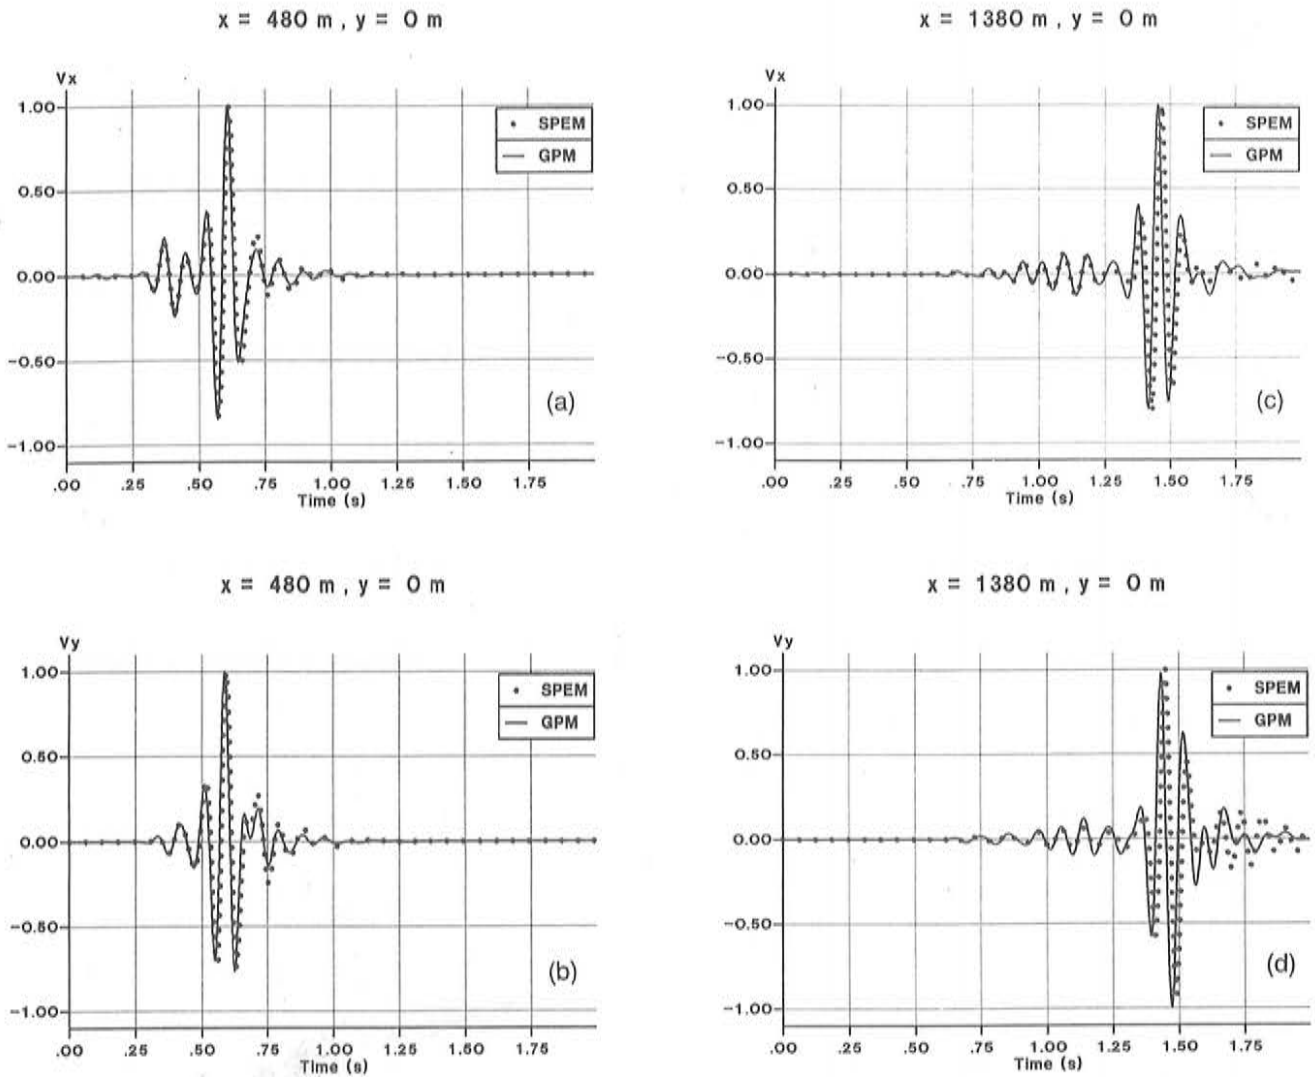 x = 480 m , y = 0 m
Vx
1.00
0.50
0.00
−0.50
−1.00
SPEM
GPM
(a)
.00 .25 .50 .75 1.00 1.25 1.50 1.75
Time (s)
x = 1380 m , y = 0 m
Vx
1.00
0.50
0.00
−0.50
−1.00
SPEM
GPM
(c)
.00 .25 .50 .75 1.00 1.25 1.50 1.75
Time (s)
x = 480 m , y = 0 m
Vy
1.00
0.50
0.00
−0.50
−1.00
SPEM
GPM
(b)
.00 .25 .50 .75 1.00 1.25 1.50 1.75
Time (s)
x = 1380 m , y = 0 m
Vy
1.00
0.50
0.00
−0.50
−1.00
SPEM
GPM
(d)
.00 .25 .50 .75 1.00 1.25 1.50 1.75
Time (s)